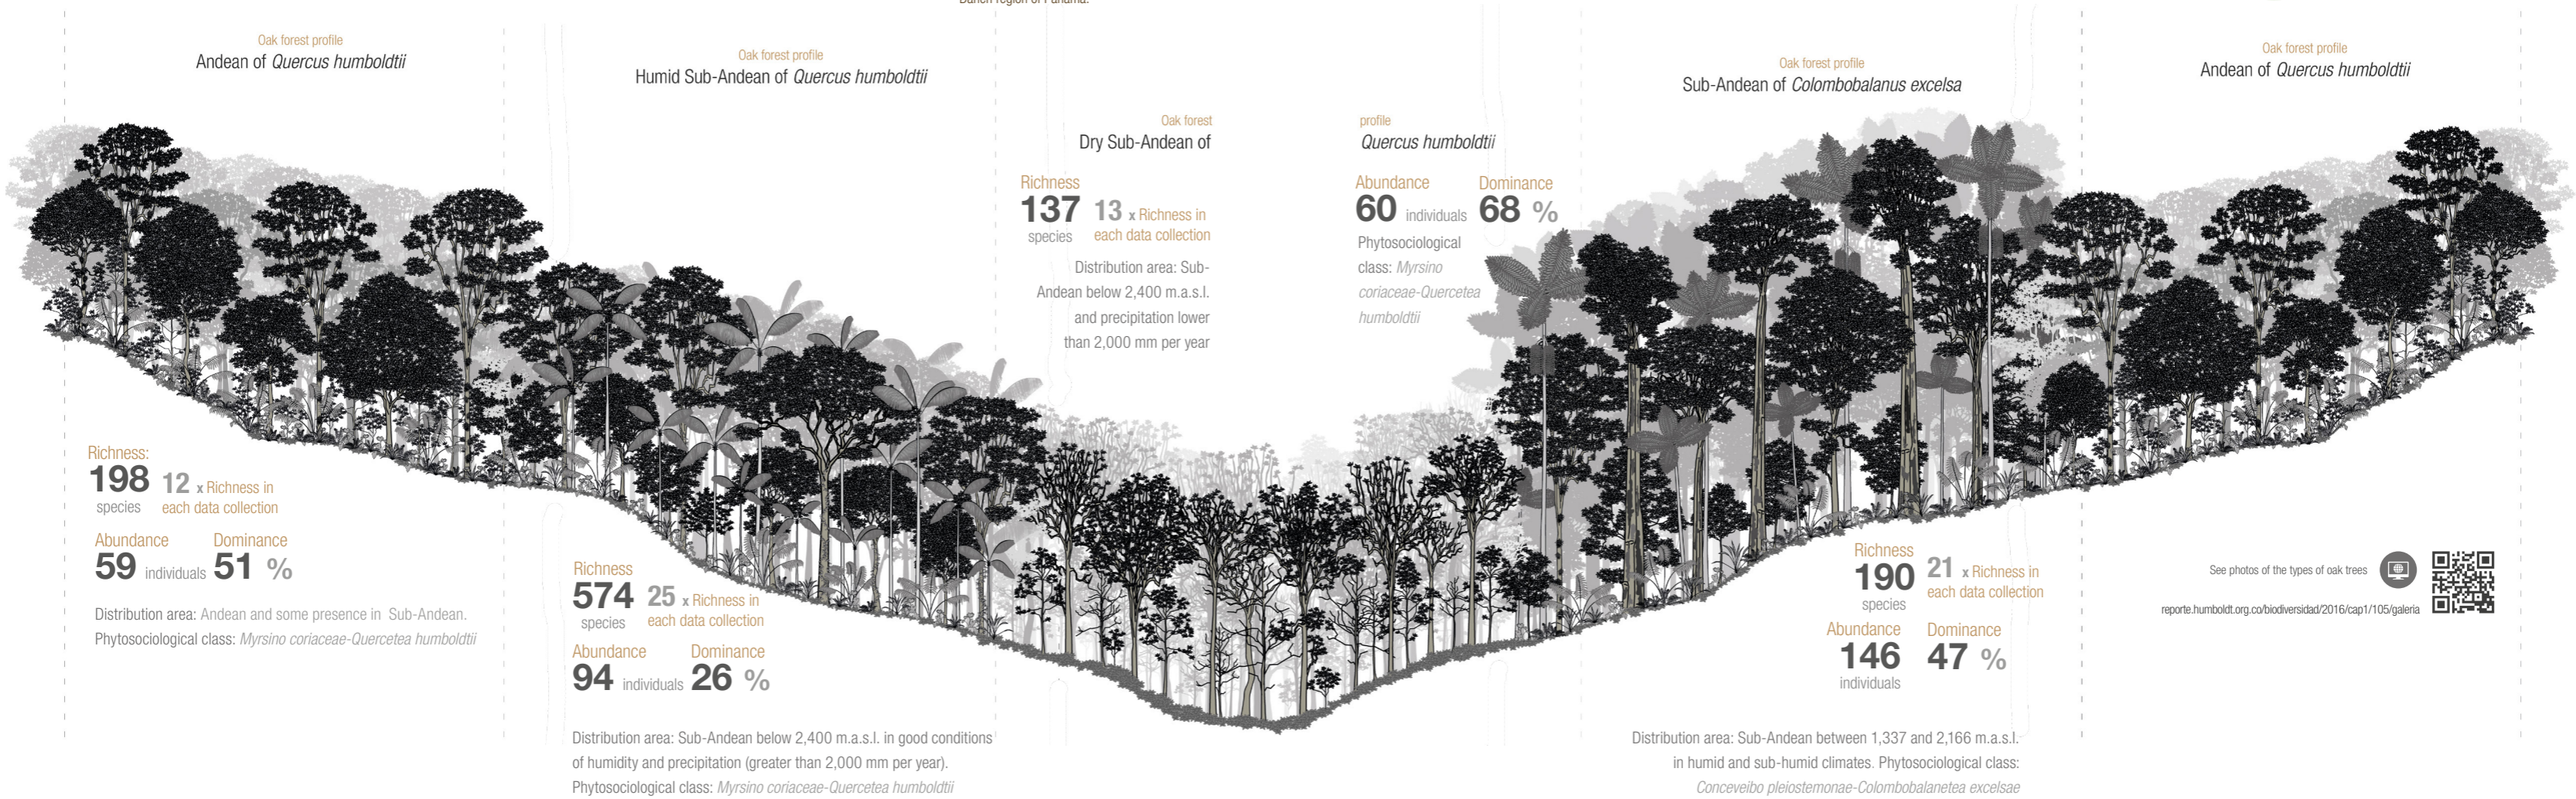 Darien region of Panama.
Oak forest profile
Andean of Quercus humboldtii
Richness:
198 12 x Richness in
species each data collection
Abundance Dominance
59 individuals 51 %
Distribution area: Andean and some presence in Sub-Andean.
Phytosociological class: Myrsino coriaceae-Quercetea humboldtii
Oak forest profile
Humid Sub-Andean of Quercus humboldtii
Richness
574 25 x Richness in
species each data collection
Abundance Dominance
94 individuals 26 %
Distribution area: Sub-Andean below 2,400 m.a.s.l. in good conditions
of humidity and precipitation (greater than 2,000 mm per year).
Phytosociological class: Myrsino coriaceae-Quercetea humboldtii
Oak forest profile
Dry Sub-Andean of Quercus humboldtii
Richness
137 13 x Richness in
species each data collection
Distribution area: Sub-
Andean below 2,400 m.a.s.l.
and precipitation lower
than 2,000 mm per year
Abundance Dominance
60 individuals 68 %
Phytosociological
class: Myrsino
coriaceae-Quercetea
humboldtii
Oak forest profile
Sub-Andean of Colombobalanus excelsa
Richness
190 21 x Richness in
species each data collection
Abundance Dominance
146 47 %
individuals
Distribution area: Sub-Andean between 1,337 and 2,166 m.a.s.l.
in humid and sub-humid climates. Phytosociological class:
Conceveibo pleiostemonae-Colombobalanetea excelsae
Oak forest profile
Andean of Quercus humboldtii
See photos of the types of oak trees
reporte.humboldt.org.co/biodiversidad/2016/cap1/105/galeria